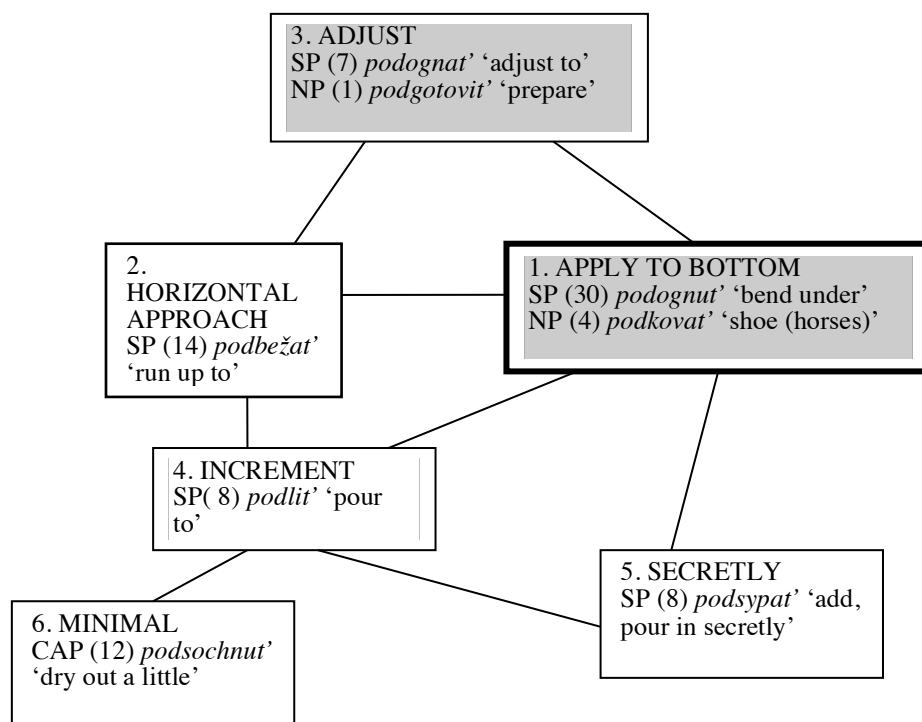 3. ADJUST
SP (7) podognat’ ‘adjust to’
NP (1) podgotovit’ ‘prepare’
2.
HORIZONTAL
APPROACH
SP (14) podbežat’
‘run up to’
1. APPLY TO BOTTOM
SP (30) podognut’ ‘bend under’
NP (4) podkovat’ ‘shoe (horses)’
4. INCREMENT
SP( 8) podlit’ ‘pour
to’
5. SECRETLY
SP (8) podsypat’ ‘add,
pour in secretly’
6. MINIMAL
CAP (12) podsochnut’
‘dry out a little’